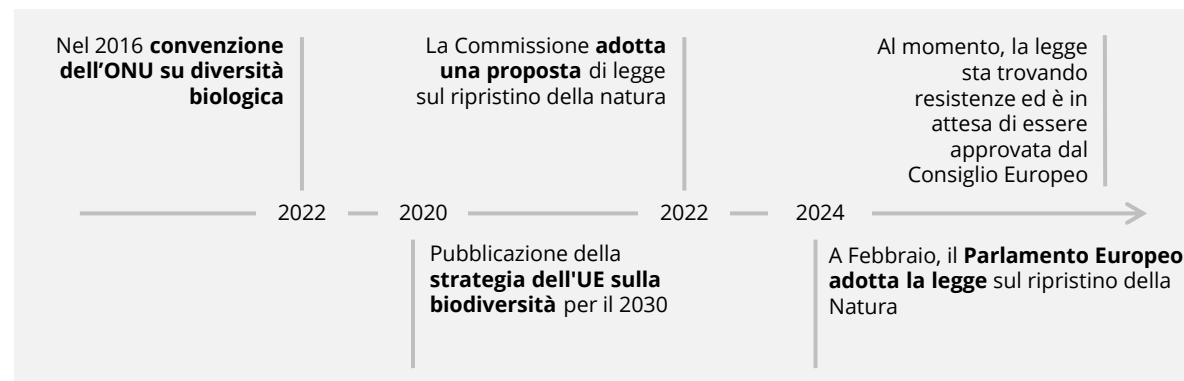 Nel 2016 convenzione
dell’ONU su diversità
biologica
La Commissione adotta
una proposta di legge
sul ripristino della natura
Al momento, la legge
sta trovando
resistenze ed è in
attesa di essere
approvata dal
Consiglio Europeo
2022
2020
2022
2024
Pubblicazione della
strategia dell'UE sulla
biodiversità per il 2030
A Febbraio, il Parlamento Europeo
adotta la legge sul ripristino della
Natura